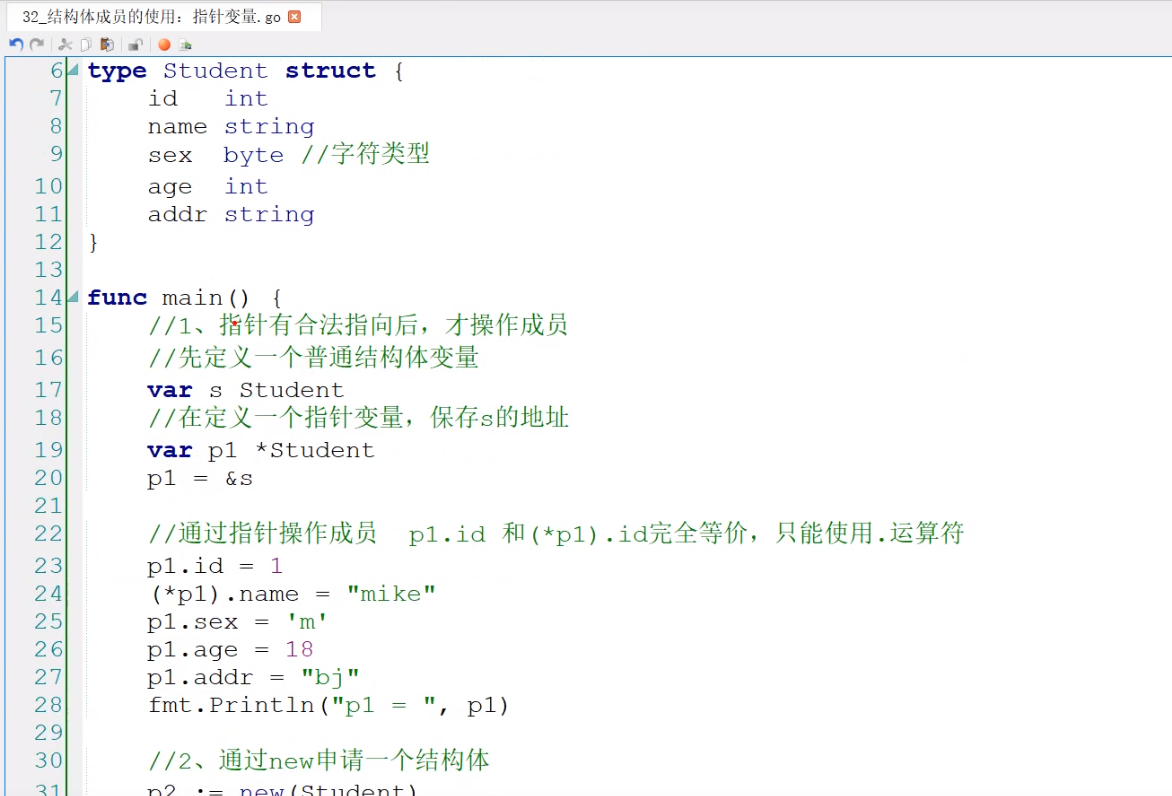 32_结构体成员的使用：指针变量.go
6 type Student struct {
7 id int
8 name string
9 sex byte //字符类型
10 age int
11 addr string
12 }
13
14 func main() {
15 //1、指针有合法指向后，才操作成员
16 //先定义一个普通结构体变量
17 var s Student
18 //在定义一个指针变量，保存s的地址
19 var p1 *Student
20 p1 = &s
21
22 //通过指针操作成员 p1.id 和(*p1).id完全等价，只能使用.运算符
23 p1.id = 1
24 (*p1).name = "mike"
25 p1.sex = 'm'
26 p1.age = 18
27 p1.addr = "bj"
28 fmt.Println("p1 = ", p1)
29
30 //2、通过new申请一个结构体
31 p2 := new(Student)